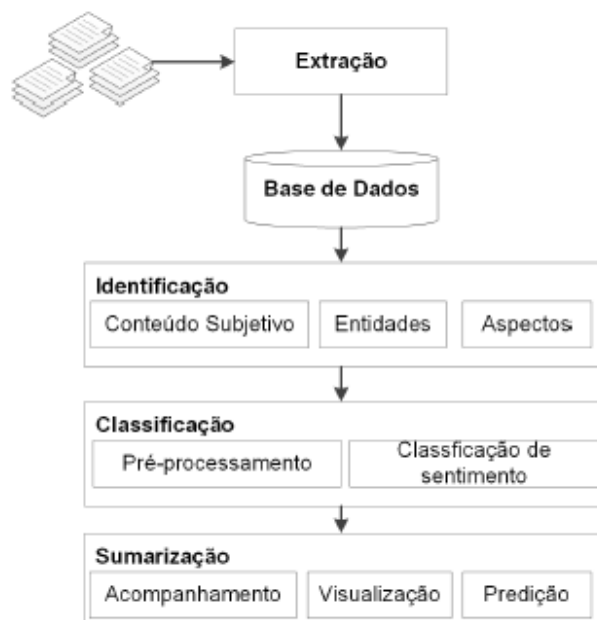 Extração
Base de Dados
Identificação
Conteúdo Subjetivo
Entidades
Aspectos
Classificação
Pré-processamento
Classficação de
sentimento
Sumarização
Acompanhamento
Visualização
Predição